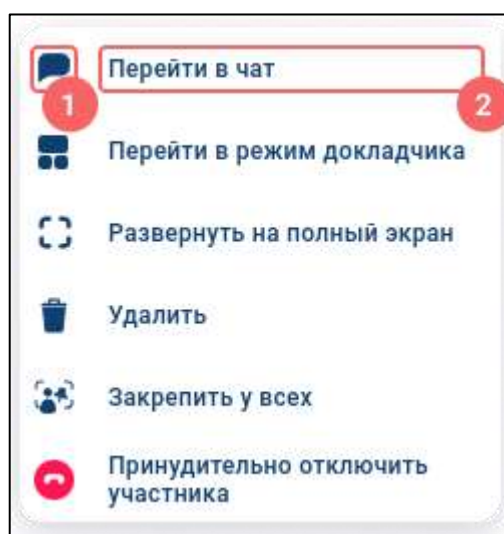 Перейти в чат
1
2
Перейти в режим докладчика
Развернуть на полный экран
Удалить
Закрепить у всех
Принудительно отключить
участника